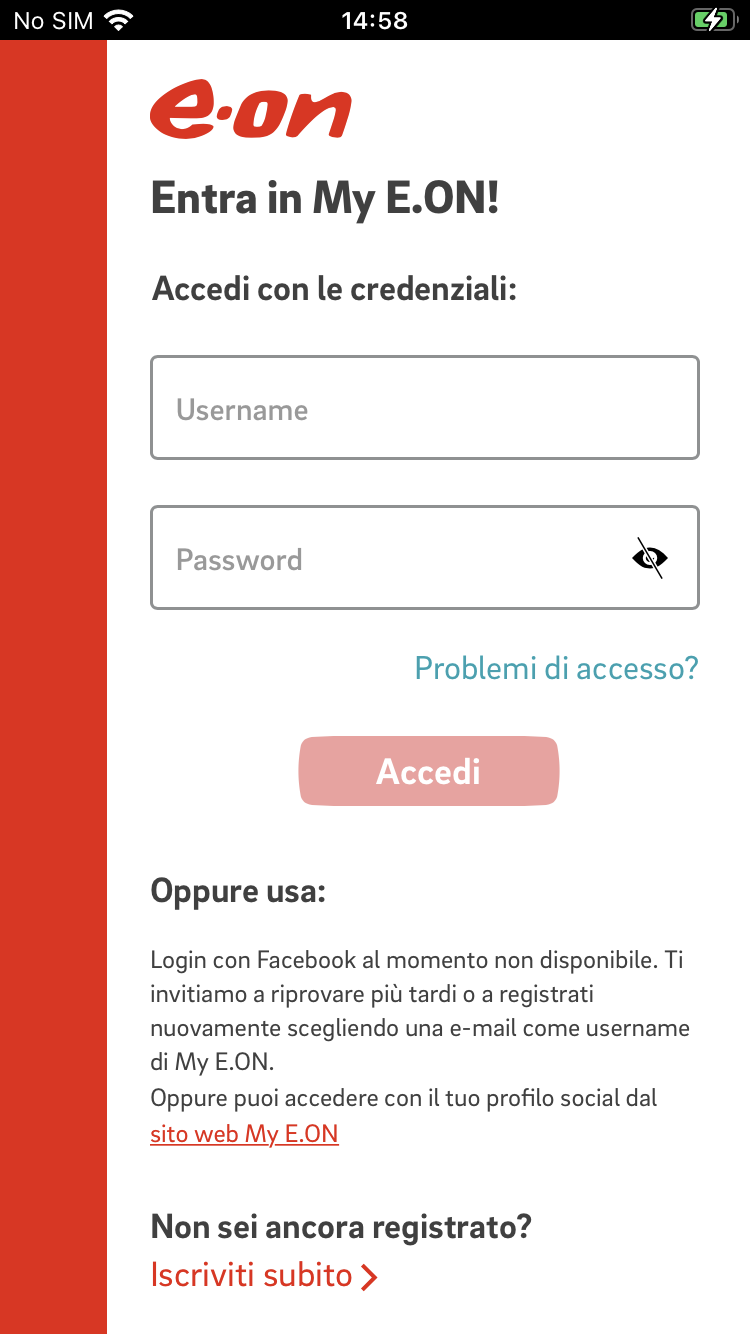 No SIM 14:58
e·on
Entra in My E.ON!
Accedi con le credenziali:
Username
Password
Problemi di accesso?
Accedi
Oppure usa:
Login con Facebook al momento non disponibile. Ti
invitiamo a riprovare più tardi o a registrati
nuovamente scegliendo una e-mail come username
di My E.ON.
Oppure puoi accedere con il tuo profilo social dal
sito web My E.ON
Non sei ancora registrato?
Iscriviti subito